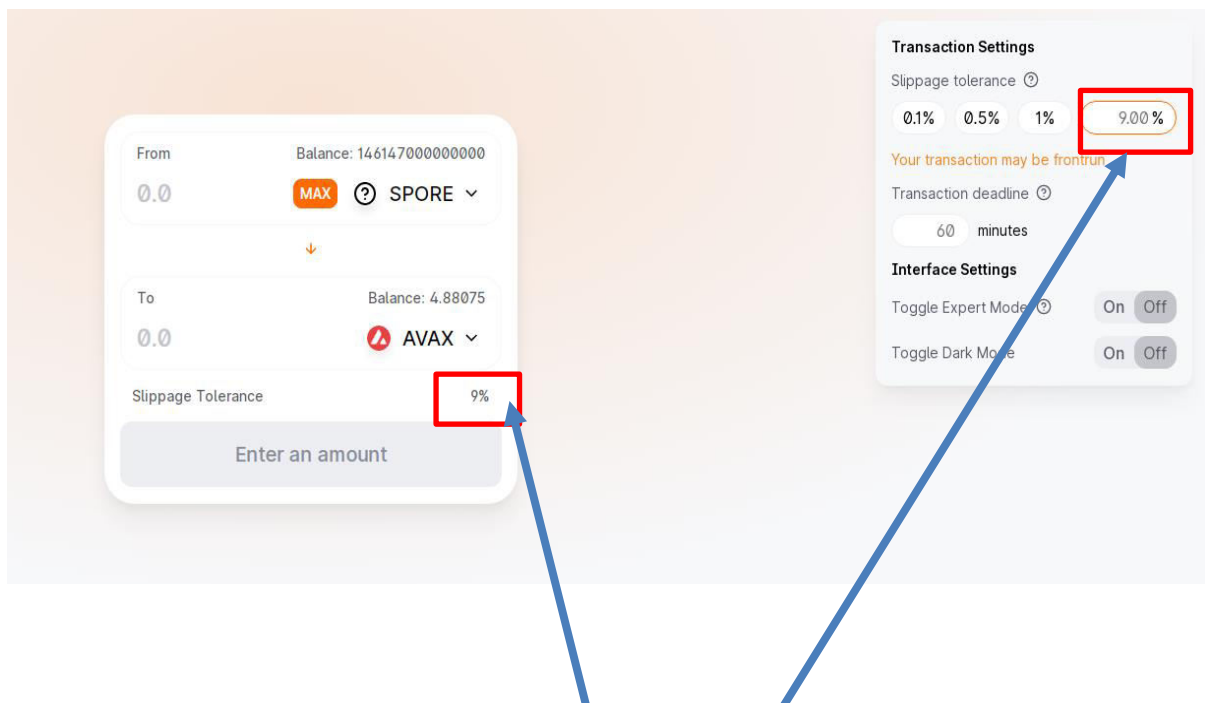 From
Balance: 146147000000000
0.0
MAX
SPORE
To
Balance: 4.88075
0.0
AVAX
Slippage Tolerance
9%
Enter an amount
Transaction Settings
Slippage tolerance ?
0.1% 0.5% 1% 9.00 %
Your transaction may be frontrun
Transaction deadline ?
60 minutes
Interface Settings
Toggle Expert Mode ? On Off
Toggle Dark Mode On Off